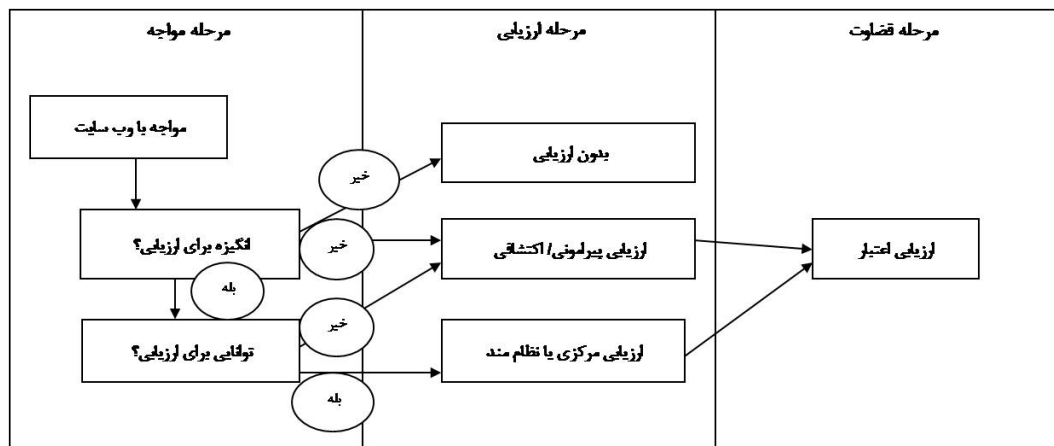 مرحله مواجه
مرحله ارزیابی
مرحله قضاوت
مواجه با وب سایت
بدون ارزیابی
خیر
انگیزه برای ارزیابی؟
خیر
ارزیابی پیرامونی/ اکتشافی
ارزیابی اعتبار
بله
توانایی برای ارزیابی؟
خیر
ارزیابی مرکزی یا نظام مند
بله